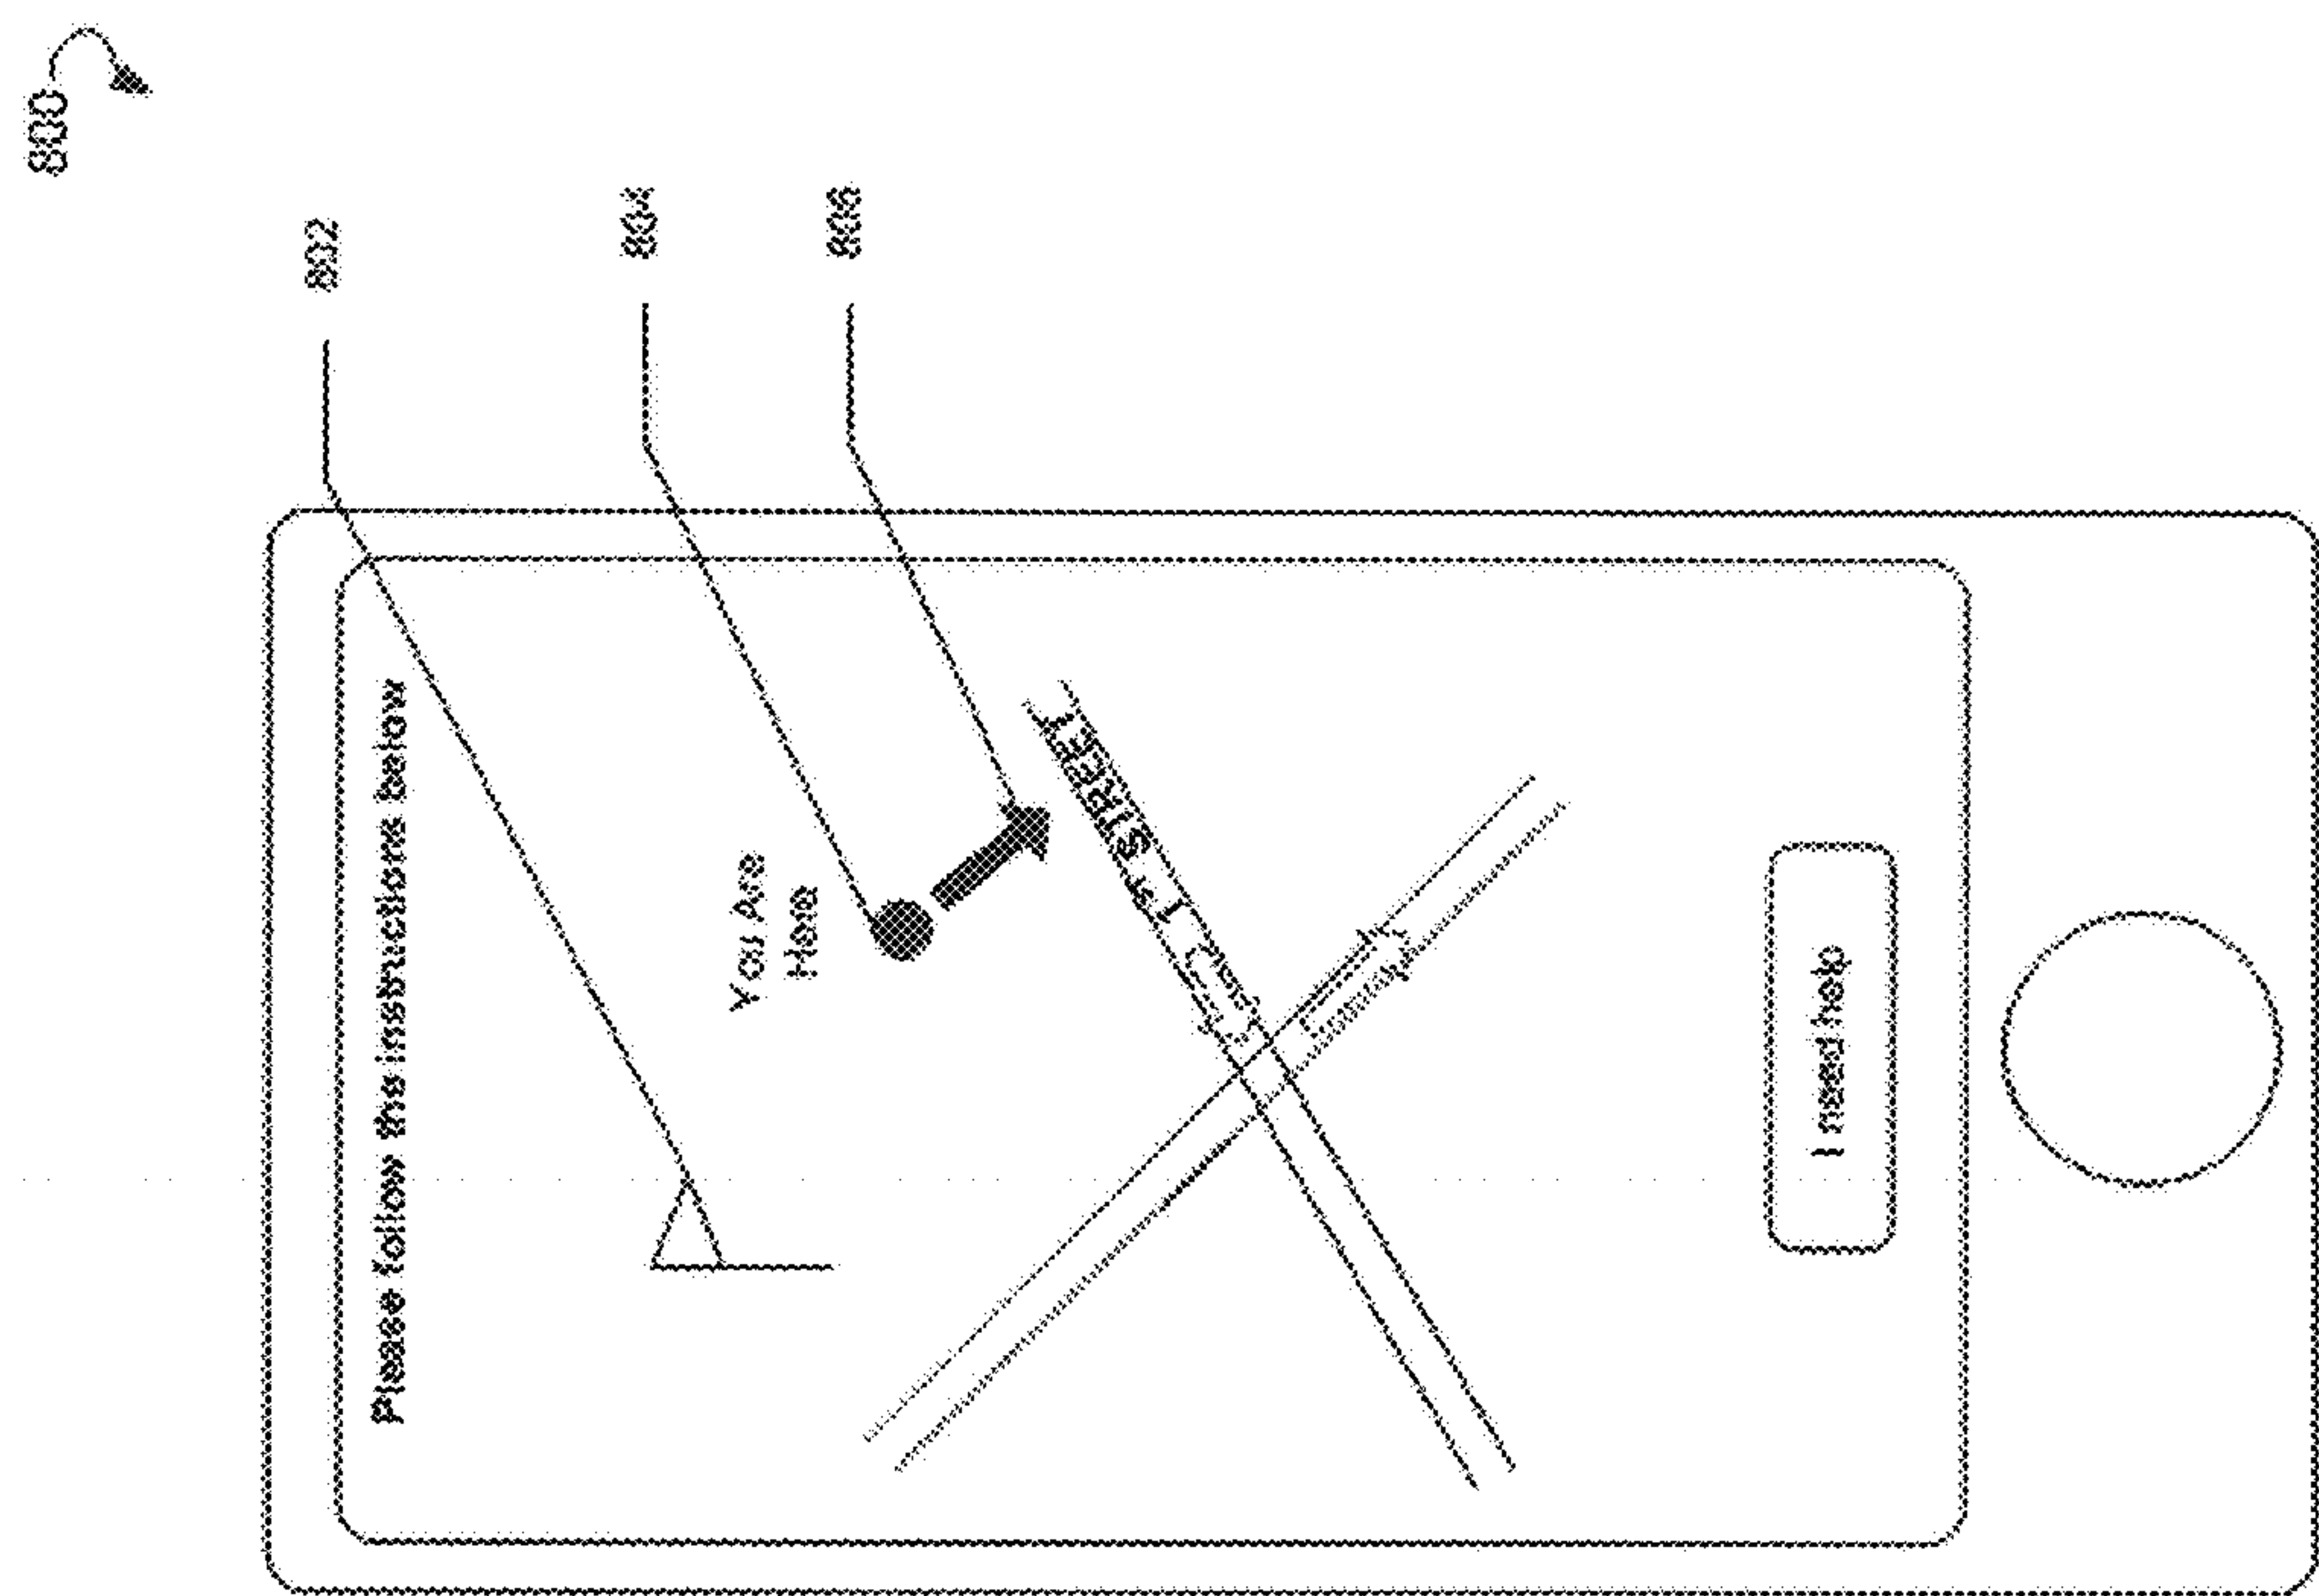 800
802
804
806
Please follow the instructions below
You Are
Here
1st STREET
I need help